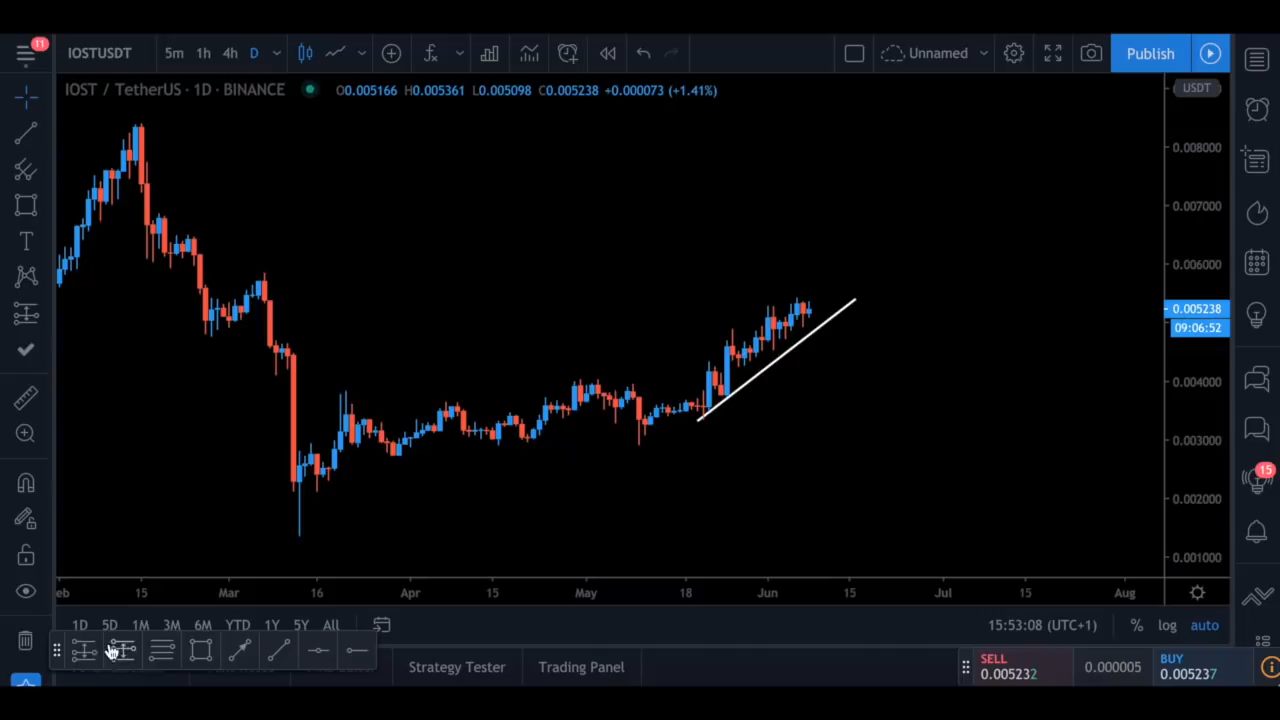 11
IOSTUSDT
5m 1h 4h D
Unnamed
Publish
IOST / TetherUS · 1D · BINANCE
O0.005166 H0.005361 L0.005098 C0.005238 +0.000073 (+1.41%)
USDT
0.008000
0.007000
0.006000
0.005238
09:06:52
0.004000
0.003000
0.002000
0.001000
15
eb 15 Mar 16 Apr 15 May 18 Jun 15 Jul 15 Aug
1D 5D 1M 3M 6M YTD 1Y 5Y All
15:53:08 (UTC+1) % log auto
Strategy Tester Trading Panel
SELL
0.005232
0.000005
BUY
0.005237